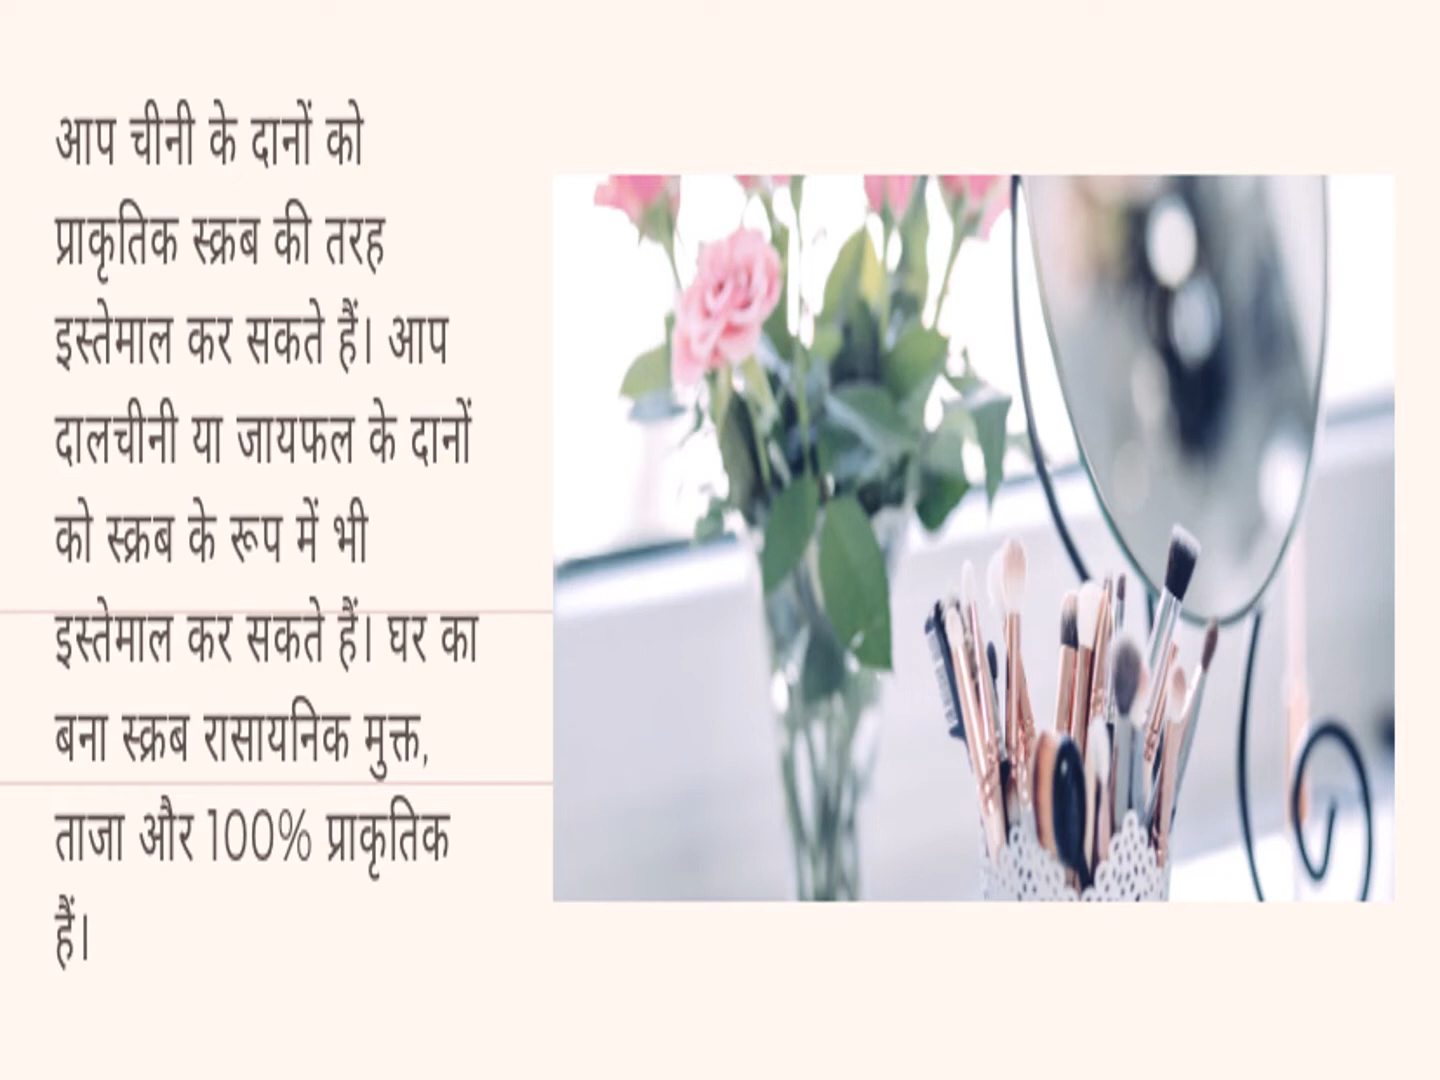 आप चीनी के दानों को
प्राकृतिक स्क्रब की तरह
इस्तेमाल कर सकते हैं। आप
दालचीनी या जायफल के दानों
को स्क्रब के रूप में भी
इस्तेमाल कर सकते हैं। घर का
बना स्क्रब रासायनिक मुक्त,
ताजा और 100% प्राकृतिक
हैं।